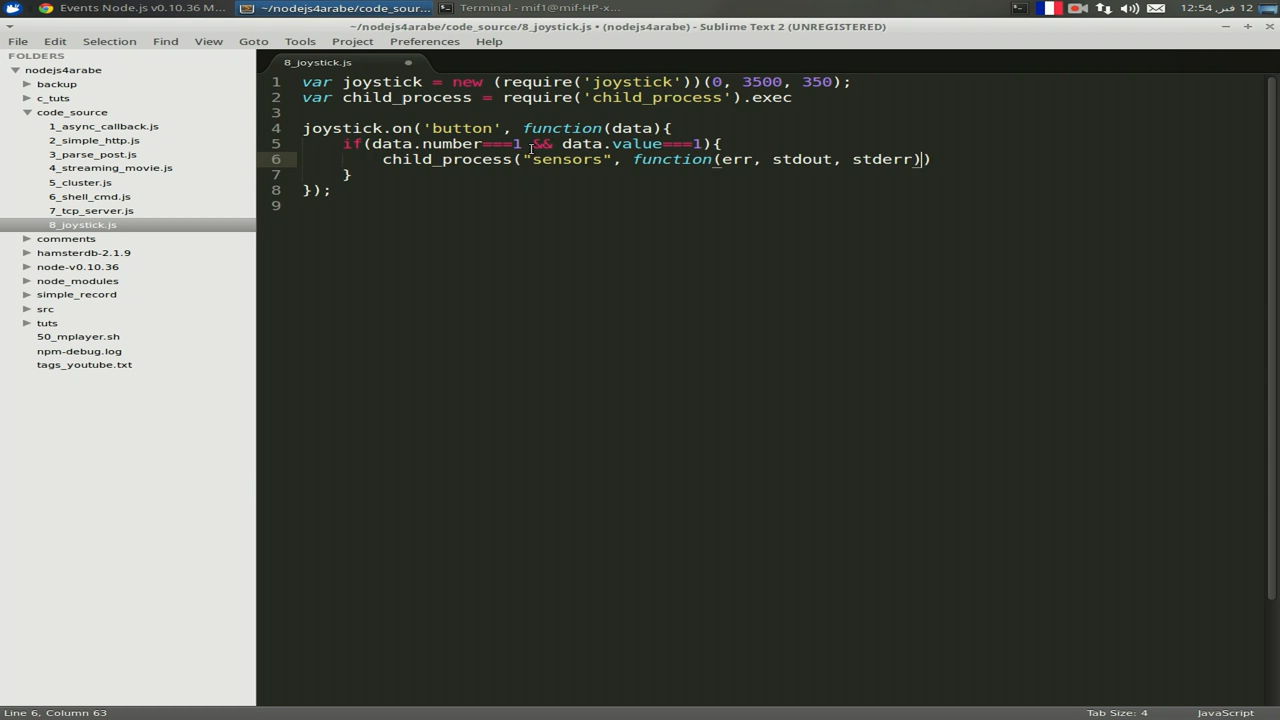 Events Node.js v0.10.36 M...
~/nodejs4arabe/code_sour...
Terminal - mif1@mif-HP-x...
12:54 فبر 12
~/nodejs4arabe/code_source/8_joystick.js • (nodejs4arabe) - Sublime Text 2 (UNREGISTERED)
File Edit Selection Find View Goto Tools Project Preferences Help
FOLDERS
nodejs4arabe
backup
c_tuts
code_source
1_async_callback.js
2_simple_http.js
3_parse_post.js
4_streaming_movie.js
5_cluster.js
6_shell_cmd.js
7_tcp_server.js
8_joystick.js
comments
hamsterdb-2.1.9
node-v0.10.36
node_modules
simple_record
src
tuts
50_mplayer.sh
npm-debug.log
tags_youtube.txt
8_joystick.js
1 var joystick = new (require('joystick'))(0, 3500, 350);
2 var child_process = require('child_process').exec
3
4 joystick.on('button', function(data){
5 if(data.number===1 && data.value===1){
6 child_process("sensors", function(err, stdout, stderr))
7 }
8 });
9
Line 6, Column 63
Tab Size: 4
JavaScript